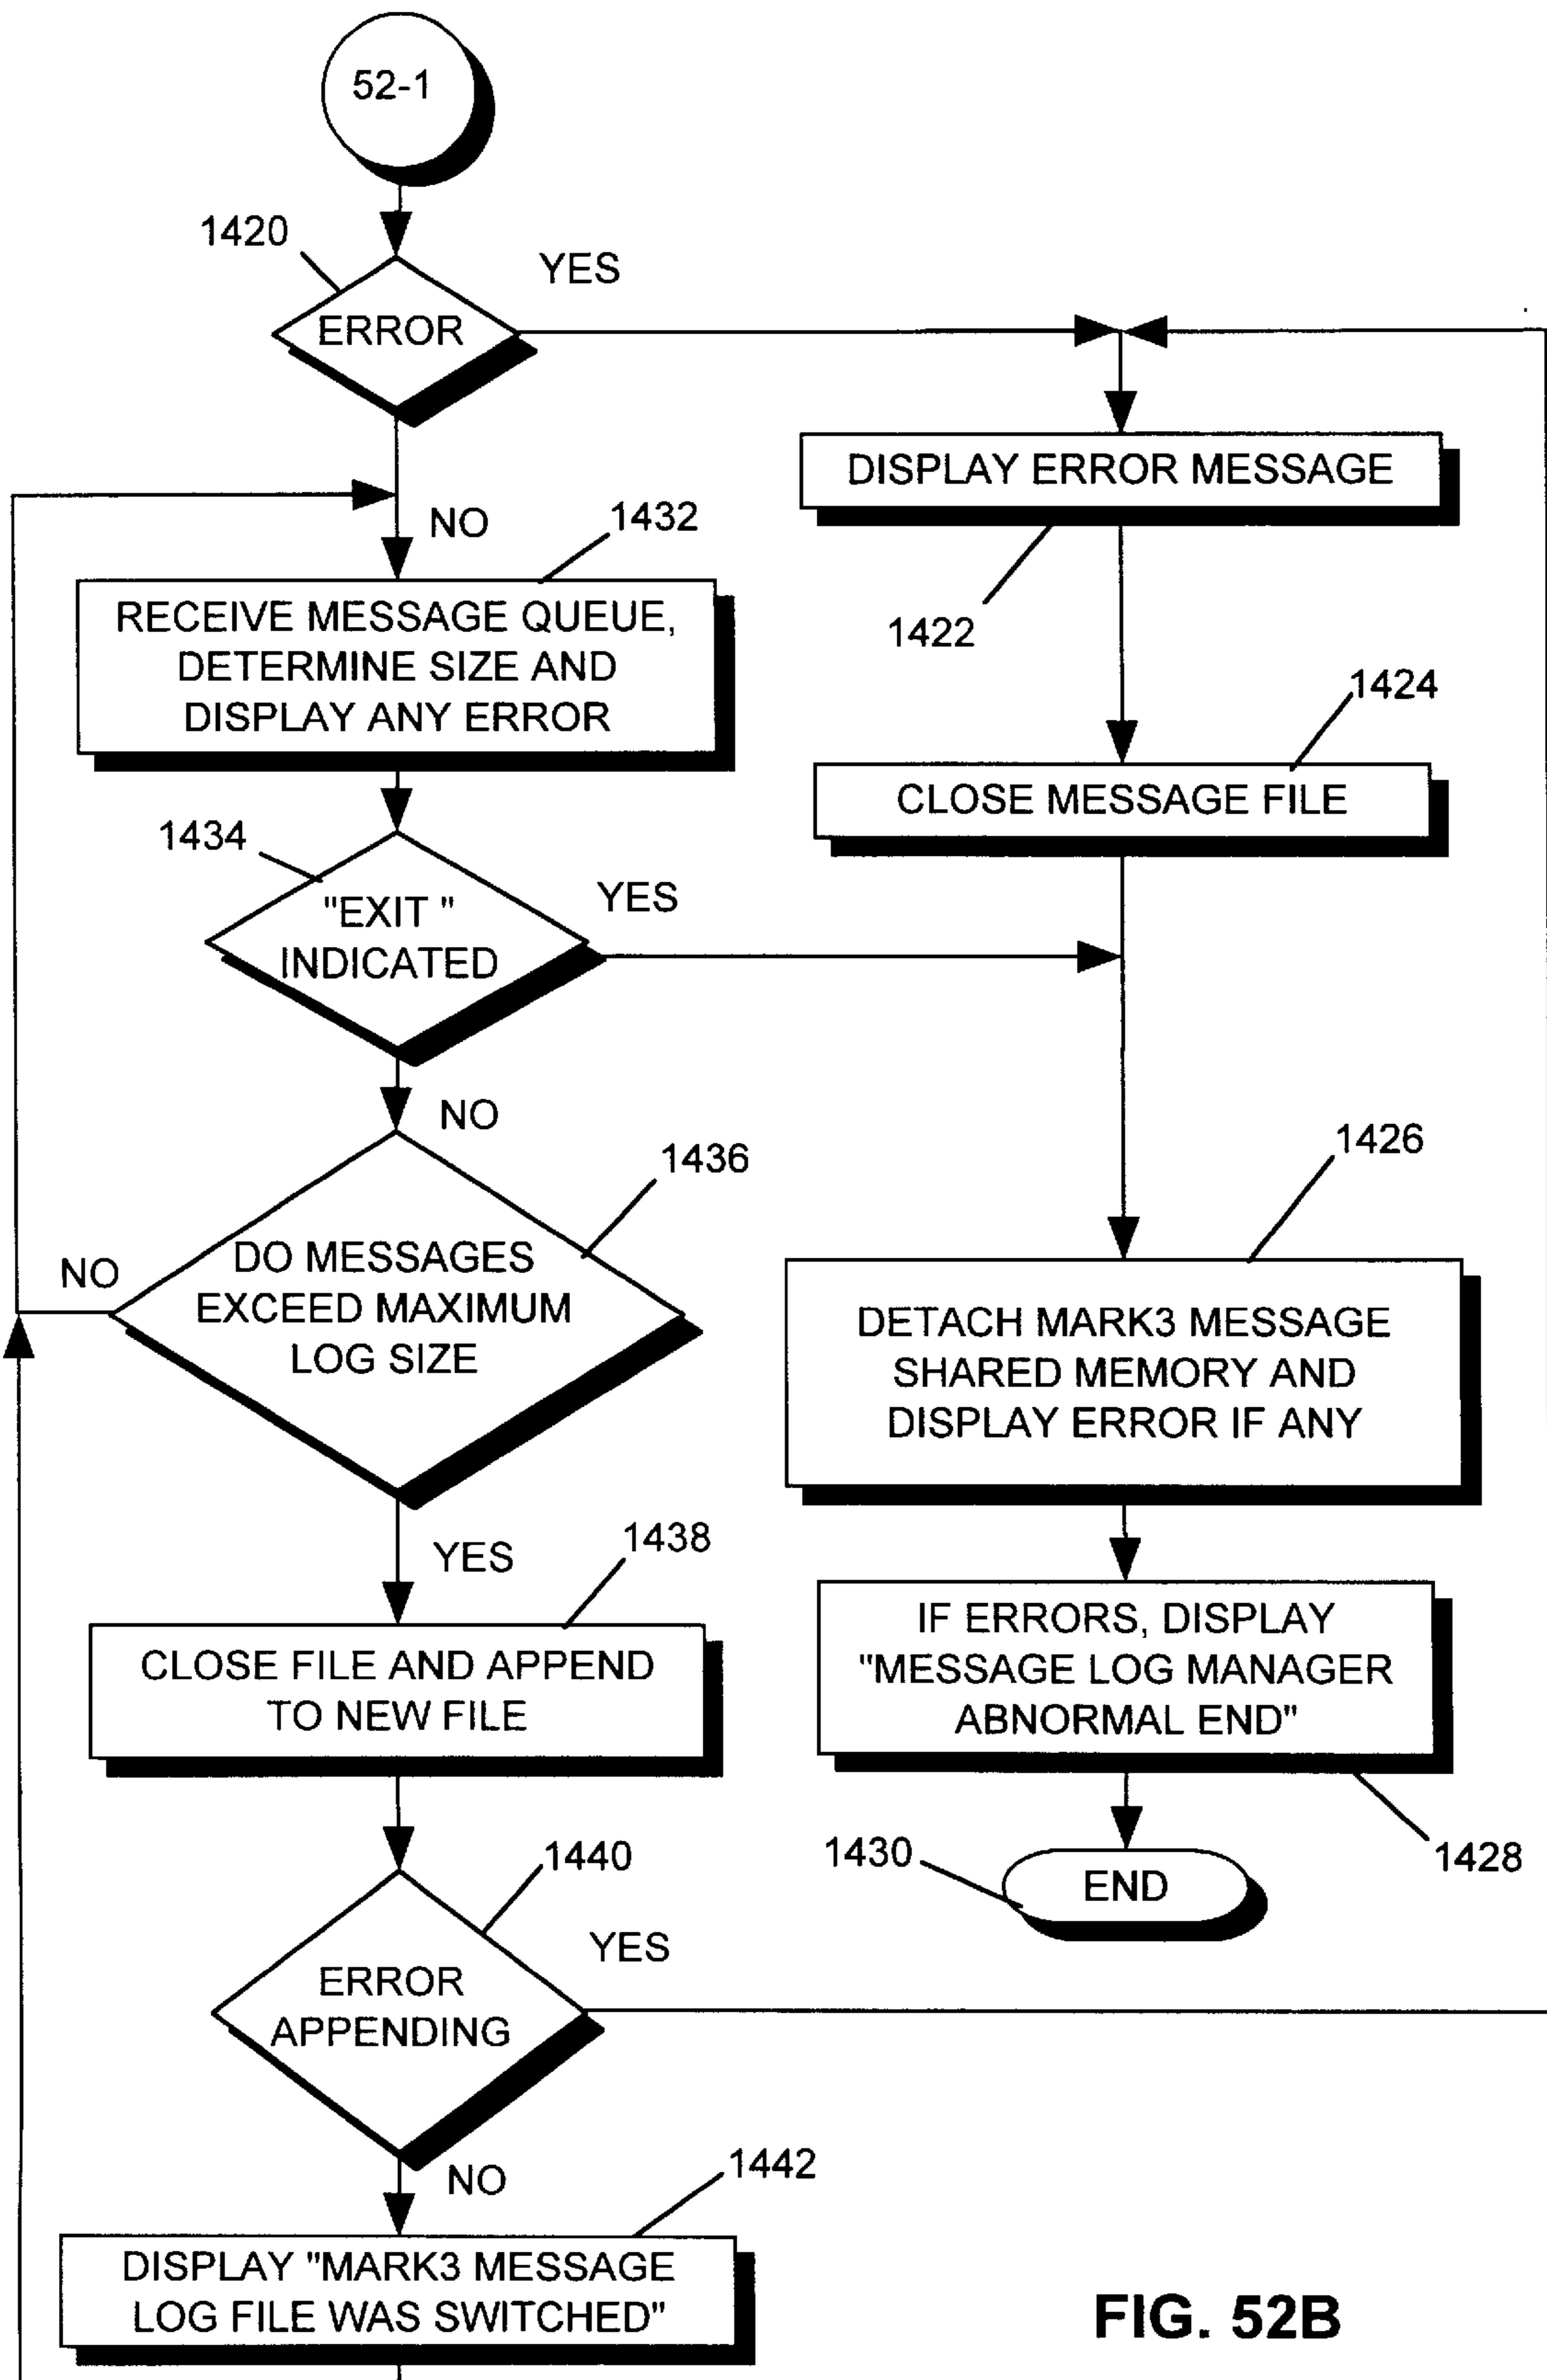 52-1
1420
YES
ERROR
DISPLAY ERROR MESSAGE
NO
1432
1422
RECEIVE MESSAGE QUEUE,
DETERMINE SIZE AND
DISPLAY ANY ERROR
1424
CLOSE MESSAGE FILE
1434
YES
"EXIT "
INDICATED
NO
1436
1426
NO
DO MESSAGES
EXCEED MAXIMUM
LOG SIZE
DETACH MARK3 MESSAGE
SHARED MEMORY AND
DISPLAY ERROR IF ANY
YES
1438
CLOSE FILE AND APPEND
TO NEW FILE
IF ERRORS, DISPLAY
"MESSAGE LOG MANAGER
ABNORMAL END"
1440
1430
END
1428
YES
ERROR
APPENDING
NO
1442
DISPLAY "MARK3 MESSAGE
LOG FILE WAS SWITCHED"
FIG. 52B